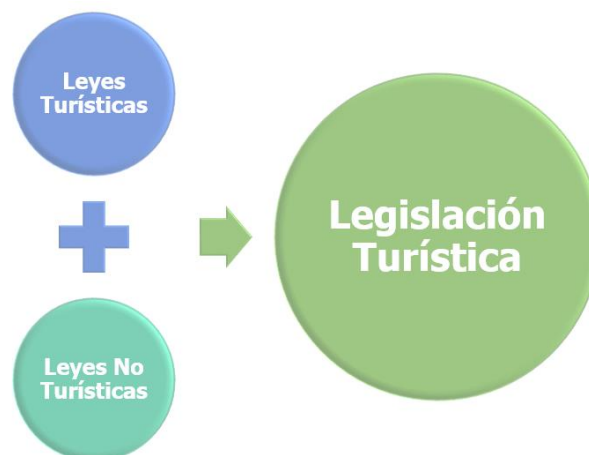 Leyes
Turísticas
Legislación
Turística
Leyes No
Turísticas